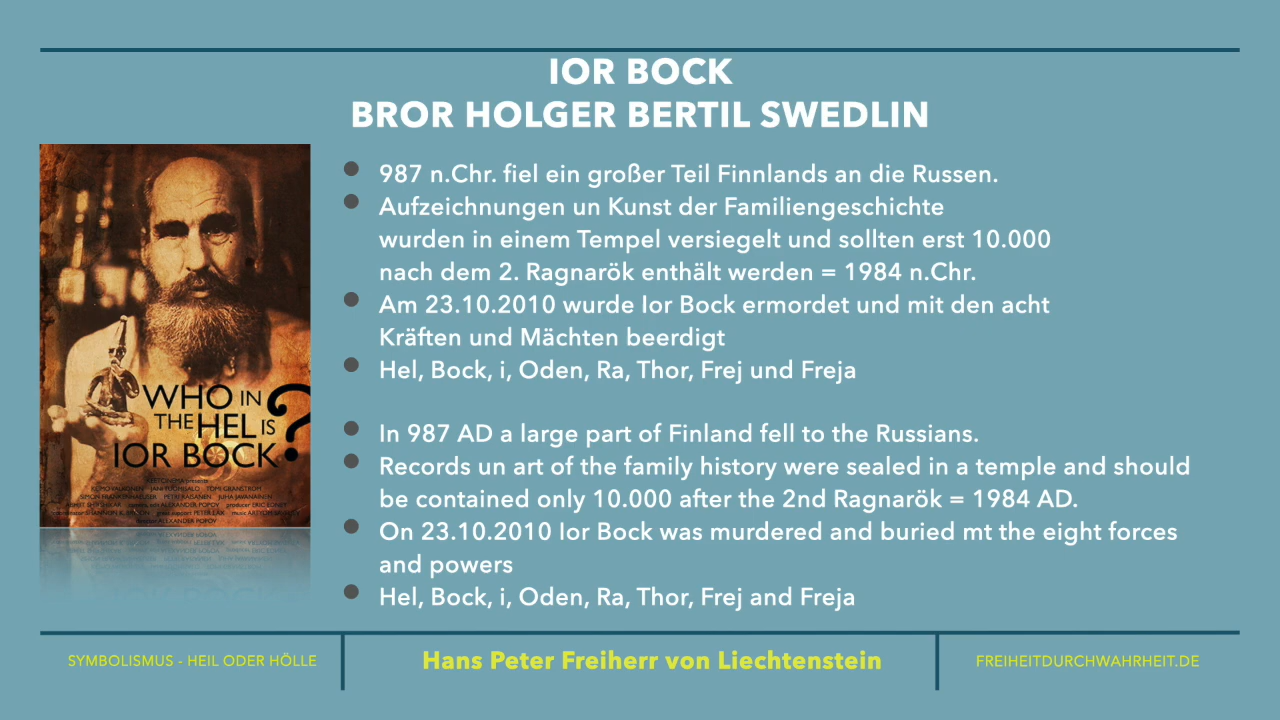 IOR BOCK
BROR HOLGER BERTIL SWEDLIN
987 n.Chr. fiel ein großer Teil Finnlands an die Russen.
Aufzeichnungen un Kunst der Familiengeschichte
wurden in einem Tempel versiegelt und sollten erst 10.000
nach dem 2. Ragnarök enthält werden = 1984 n.Chr.
Am 23.10.2010 wurde Ior Bock ermordet und mit den acht
Kräften und Mächten beerdigt
Hel, Bock, i, Oden, Ra, Thor, Frej und Freja
In 987 AD a large part of Finland fell to the Russians.
Records un art of the family history were sealed in a temple and should
be contained only 10.000 after the 2nd Ragnarök = 1984 AD.
On 23.10.2010 Ior Bock was murdered and buried mt the eight forces
and powers
Hel, Bock, i, Oden, Ra, Thor, Frej and Freja
WHO IN
THE HEL IS
IOR BOCK?
ALEXANDER POPOV
SYMBOLISMUS - HEIL ODER HÖLLE
Hans Peter Freiherr von Liechtenstein
FREIHEITDURCHWAHRHEIT.DE